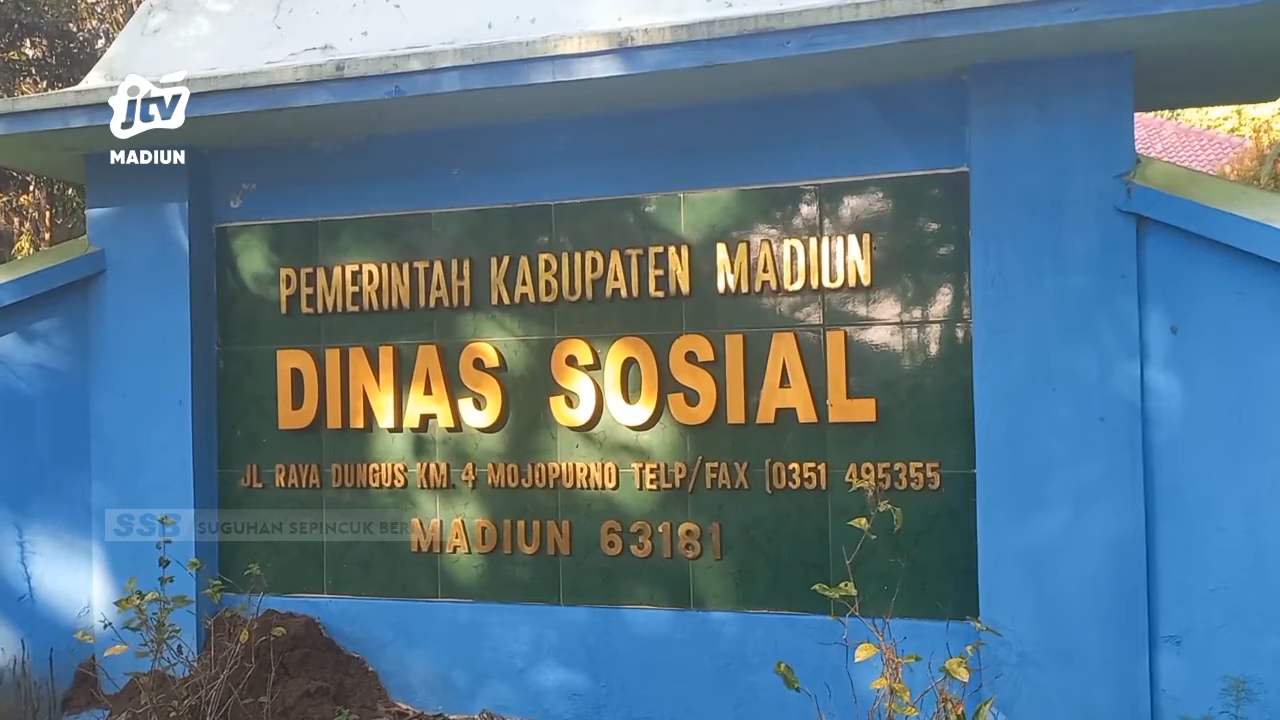 jtv
MADIUN
PEMERINTAH KABUPATEN MADIUN
DINAS SOSIAL
JL RAYA DUNGUS KM. 4 MOJOPURNO TELP/FAX (0351 495355
MADIUN 63181
SSB SUGUHAN SEPINCUK